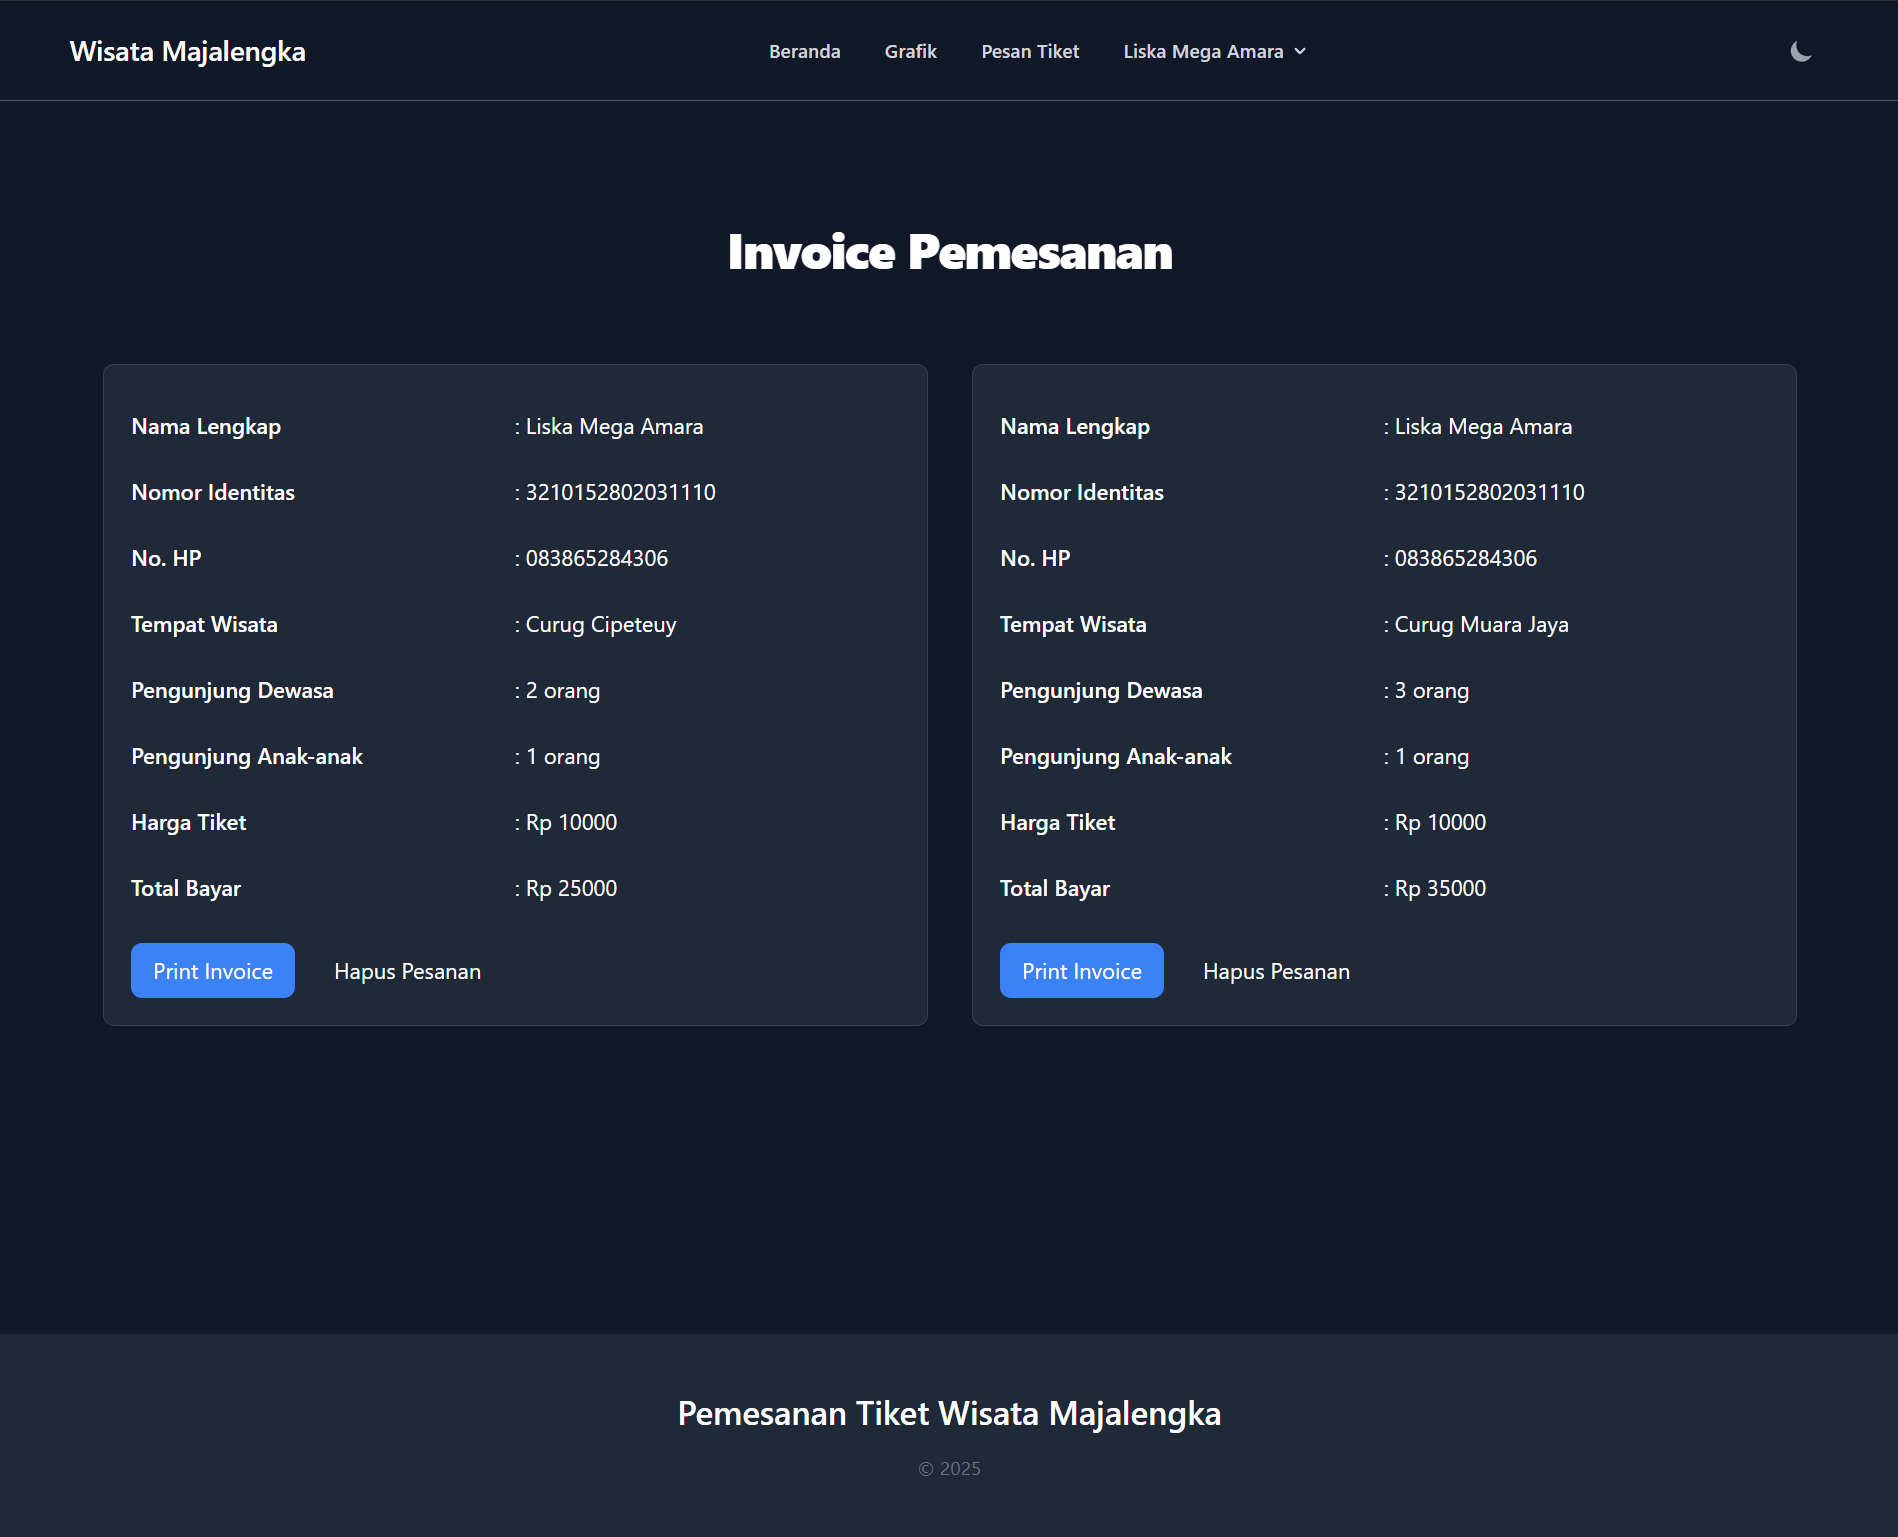 Wisata Majalengka
Beranda Grafik Pesan Tiket Liska Mega Amara
Invoice Pemesanan
Nama Lengkap : Liska Mega Amara
Nomor Identitas : 3210152802031110
No. HP : 083865284306
Tempat Wisata : Curug Cipeteuy
Pengunjung Dewasa : 2 orang
Pengunjung Anak-anak : 1 orang
Harga Tiket : Rp 10000
Total Bayar : Rp 25000
Print Invoice Hapus Pesanan
Nama Lengkap : Liska Mega Amara
Nomor Identitas : 3210152802031110
No. HP : 083865284306
Tempat Wisata : Curug Muara Jaya
Pengunjung Dewasa : 3 orang
Pengunjung Anak-anak : 1 orang
Harga Tiket : Rp 10000
Total Bayar : Rp 35000
Print Invoice Hapus Pesanan
Pemesanan Tiket Wisata Majalengka
© 2025